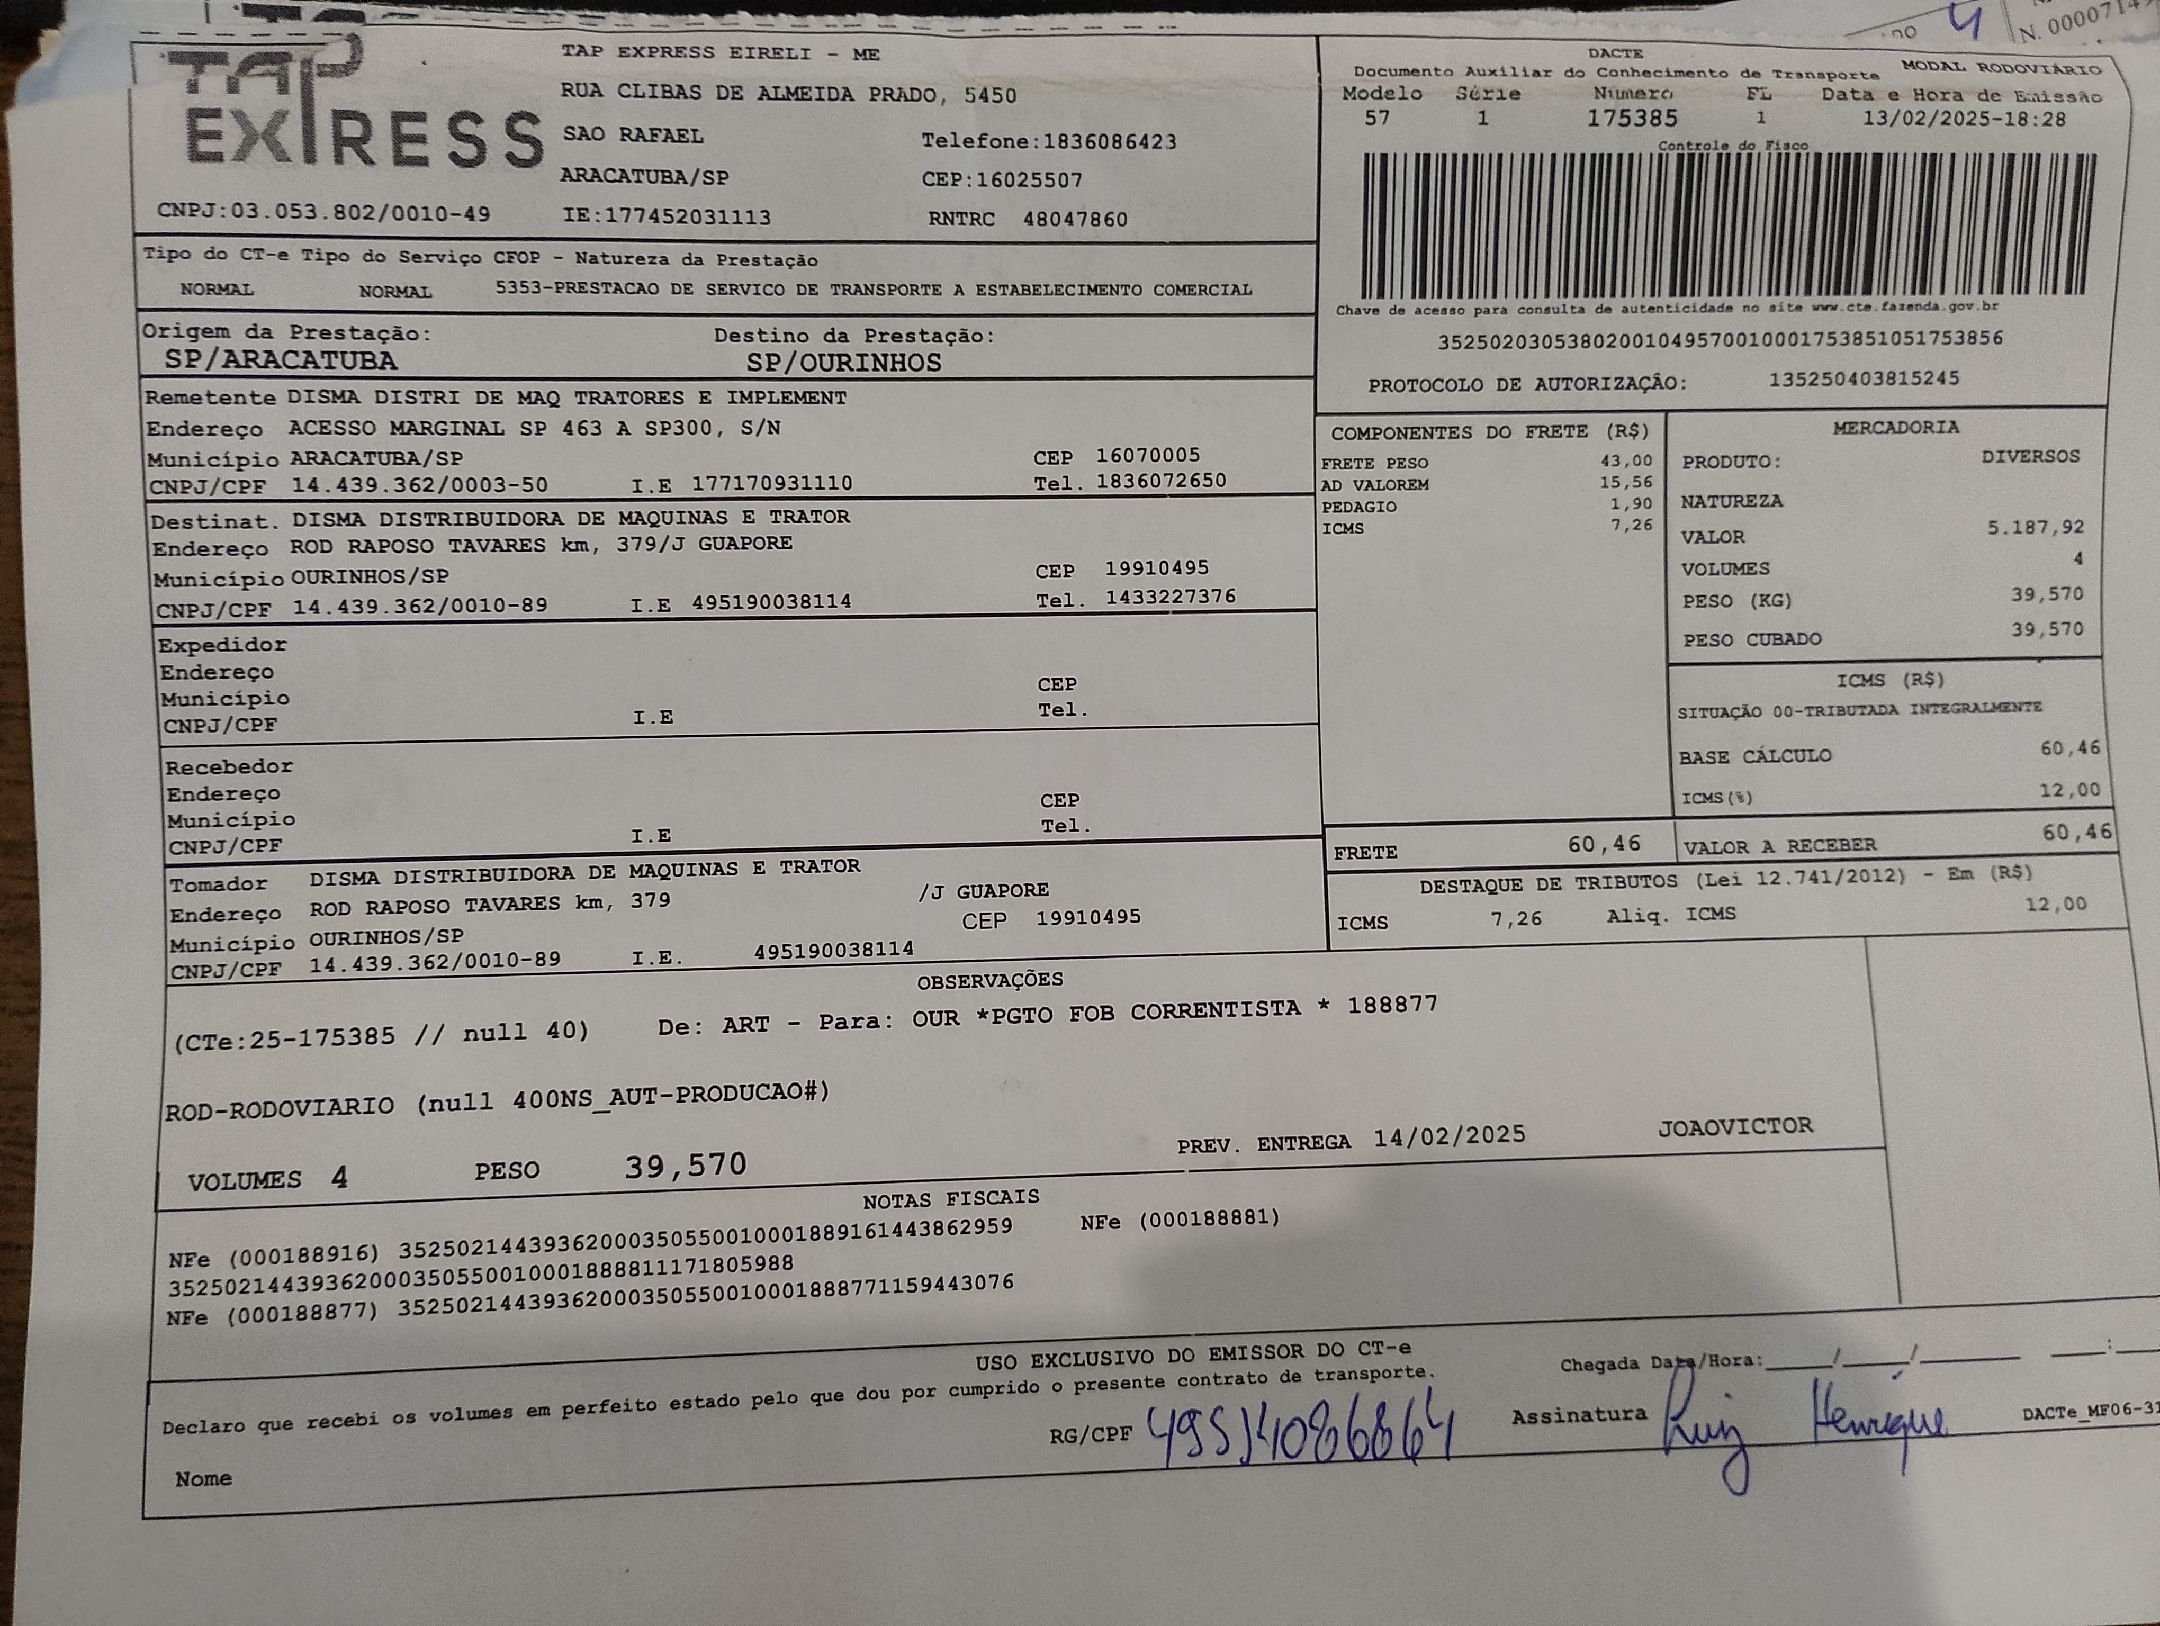 TAP EXPRESS
TAP EXPRESS EIRELI - ME
RUA CLIBAS DE ALMEIDA PRADO, 5450
SAO RAFAEL Telefone:1836086423
ARACATUBA/SP CEP:16025507
CNPJ:03.053.802/0010-49 IE:177452031113 RNTRC 48047860
no 4 N. 0000714
DACTE
Documento Auxiliar do Conhecimento de Transporte MODAL RODOVIÁRIO
Modelo Série Número FL Data e Hora de Emissão
57 1 175385 1 13/02/2025-18:28
Controle do Fisco
Chave de acesso para consulta de autenticidade no site www.cte.fazenda.gov.br
35250203053802001049570010001753851051753856
PROTOCOLO DE AUTORIZAÇÃO: 135250403815245
Tipo do CT-e Tipo do Serviço CFOP - Natureza da Prestação
NORMAL NORMAL 5353-PRESTACAO DE SERVICO DE TRANSPORTE A ESTABELECIMENTO COMERCIAL
Origem da Prestação: Destino da Prestação:
SP/ARACATUBA SP/OURINHOS
Remetente DISMA DISTRI DE MAQ TRATORES E IMPLEMENT
Endereço ACESSO MARGINAL SP 463 A SP300, S/N
Município ARACATUBA/SP CEP 16070005
CNPJ/CPF 14.439.362/0003-50 I.E 177170931110 Tel. 1836072650
Destinat. DISMA DISTRIBUIDORA DE MAQUINAS E TRATOR
Endereço ROD RAPOSO TAVARES km, 379/J GUAPORE
Município OURINHOS/SP CEP 19910495
CNPJ/CPF 14.439.362/0010-89 I.E 495190038114 Tel. 1433227376
Expedidor
Endereço
Município CEP
CNPJ/CPF I.E Tel.
Recebedor
Endereço
Município CEP
CNPJ/CPF I.E Tel.
Tomador DISMA DISTRIBUIDORA DE MAQUINAS E TRATOR
Endereço ROD RAPOSO TAVARES km, 379 /J GUAPORE
Município OURINHOS/SP CEP 19910495
CNPJ/CPF 14.439.362/0010-89 I.E. 495190038114
COMPONENTES DO FRETE (R$)
FRETE PESO 43,00
AD VALOREM 15,56
PEDAGIO 1,90
ICMS 7,26
MERCADORIA
PRODUTO: DIVERSOS
NATUREZA
VALOR 5.187,92
VOLUMES 4
PESO (KG) 39,570
PESO CUBADO 39,570
ICMS (R$)
SITUAÇÃO 00-TRIBUTADA INTEGRALMENTE
BASE CÁLCULO 60,46
ICMS(%) 12,00
FRETE 60,46 VALOR A RECEBER 60,46
DESTAQUE DE TRIBUTOS (Lei 12.741/2012) - Em (R$)
ICMS 7,26 Aliq. ICMS 12,00
OBSERVAÇÕES
(CTe:25-175385 // null 40) De: ART - Para: OUR *PGTO FOB CORRENTISTA * 188877
ROD-RODOVIARIO (null 400NS_AUT-PRODUCAO#)
VOLUMES 4 PESO 39,570 PREV. ENTREGA 14/02/2025 JOAOVICTOR
NOTAS FISCAIS
NFe (000188916) 35250214439362000350550010001889161443862959 NFe (000188881)
35250214439362000350550010001888811171805988
NFe (000188877) 35250214439362000350550010001888771159443076
USO EXCLUSIVO DO EMISSOR DO CT-e
Declaro que recebi os volumes em perfeito estado pelo que dou por cumprido o presente contrato de transporte.
Chegada Data/Hora:____/____/______ ____:
Nome RG/CPF Assinatura Luiz Henrique DACTe_MF06-31